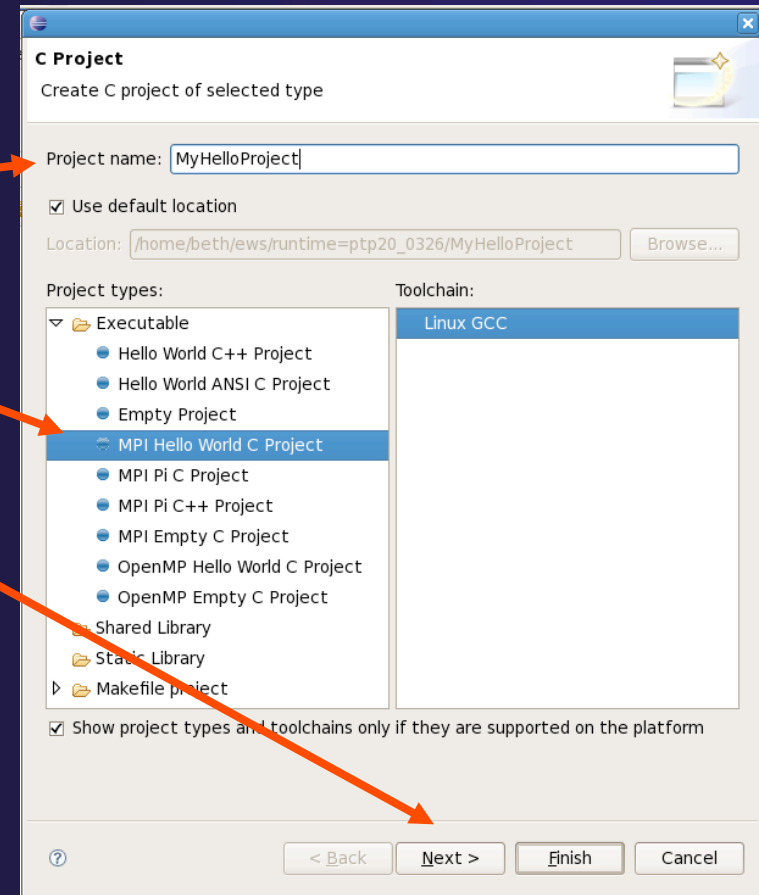 C Project
Create C project of selected type
Project name: MyHelloProject
Use default location
Location: /home/beth/ews/runtime=ptp20_0326/MyHelloProject Browse...
Project types: Toolchain:
Executable Linux GCC
Hello World C++ Project
Hello World ANSI C Project
Empty Project
MPI Hello World C Project
MPI Pi C Project
MPI Pi C++ Project
MPI Empty C Project
OpenMP Hello World C Project
OpenMP Empty C Project
Shared Library
Static Library
Makefile project
Show project types and toolchains only if they are supported on the platform
? < Back Next > Finish Cancel